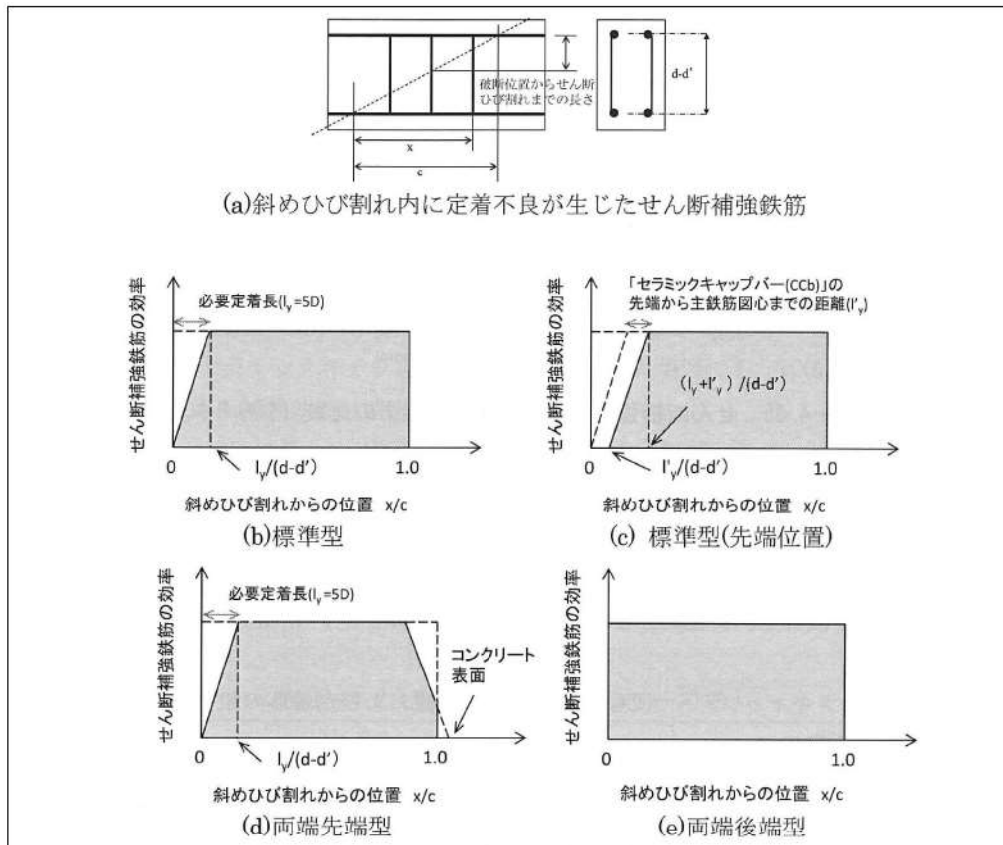 破断位置からせん断
ひび割れまでの長さ
d-d'
x
c
(a)斜めひび割れ内に定着不良が生じたせん断補強鉄筋
せん断補強鉄筋の効率
必要定着長(ly=5D)
0
ly/(d-d')
1.0
斜めひび割れからの位置 x/c
(b)標準型
せん断補強鉄筋の効率
「セラミックキャップバー(CCb)」の
先端から主鉄筋図心までの距離(l'y)
(ly+l'y)/(d-d')
0
l'y/(d-d')
1.0
斜めひび割れからの位置 x/c
(c) 標準型(先端位置)
せん断補強鉄筋の効率
必要定着長(ly=5D)
コンクリート
表面
0
ly/(d-d')
1.0
斜めひび割れからの位置 x/c
(d)両端先端型
せん断補強鉄筋の効率
0
1.0
斜めひび割れからの位置 x/c
(e)両端後端型